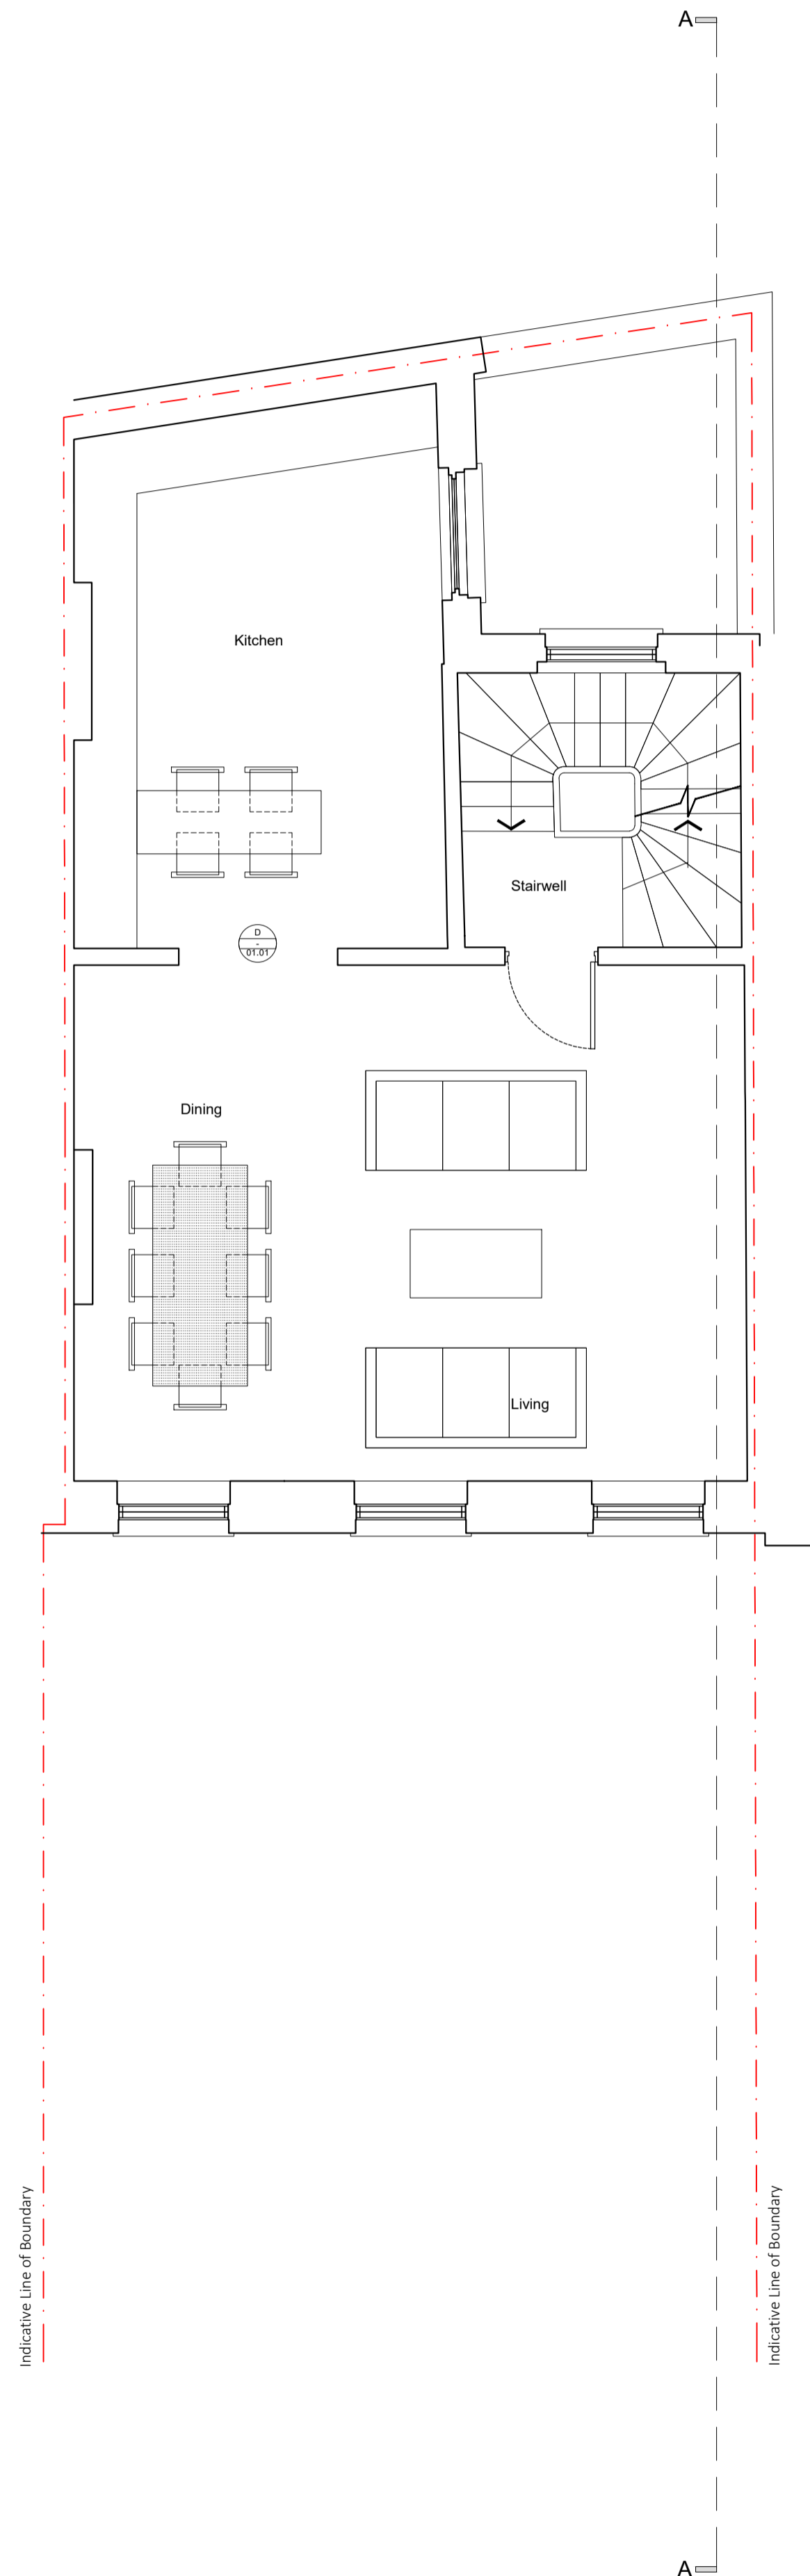 A
Kitchen
Stairwell
D
-
01.01
Dining
Living
Indicative Line of Boundary
Indicative Line of Boundary
A